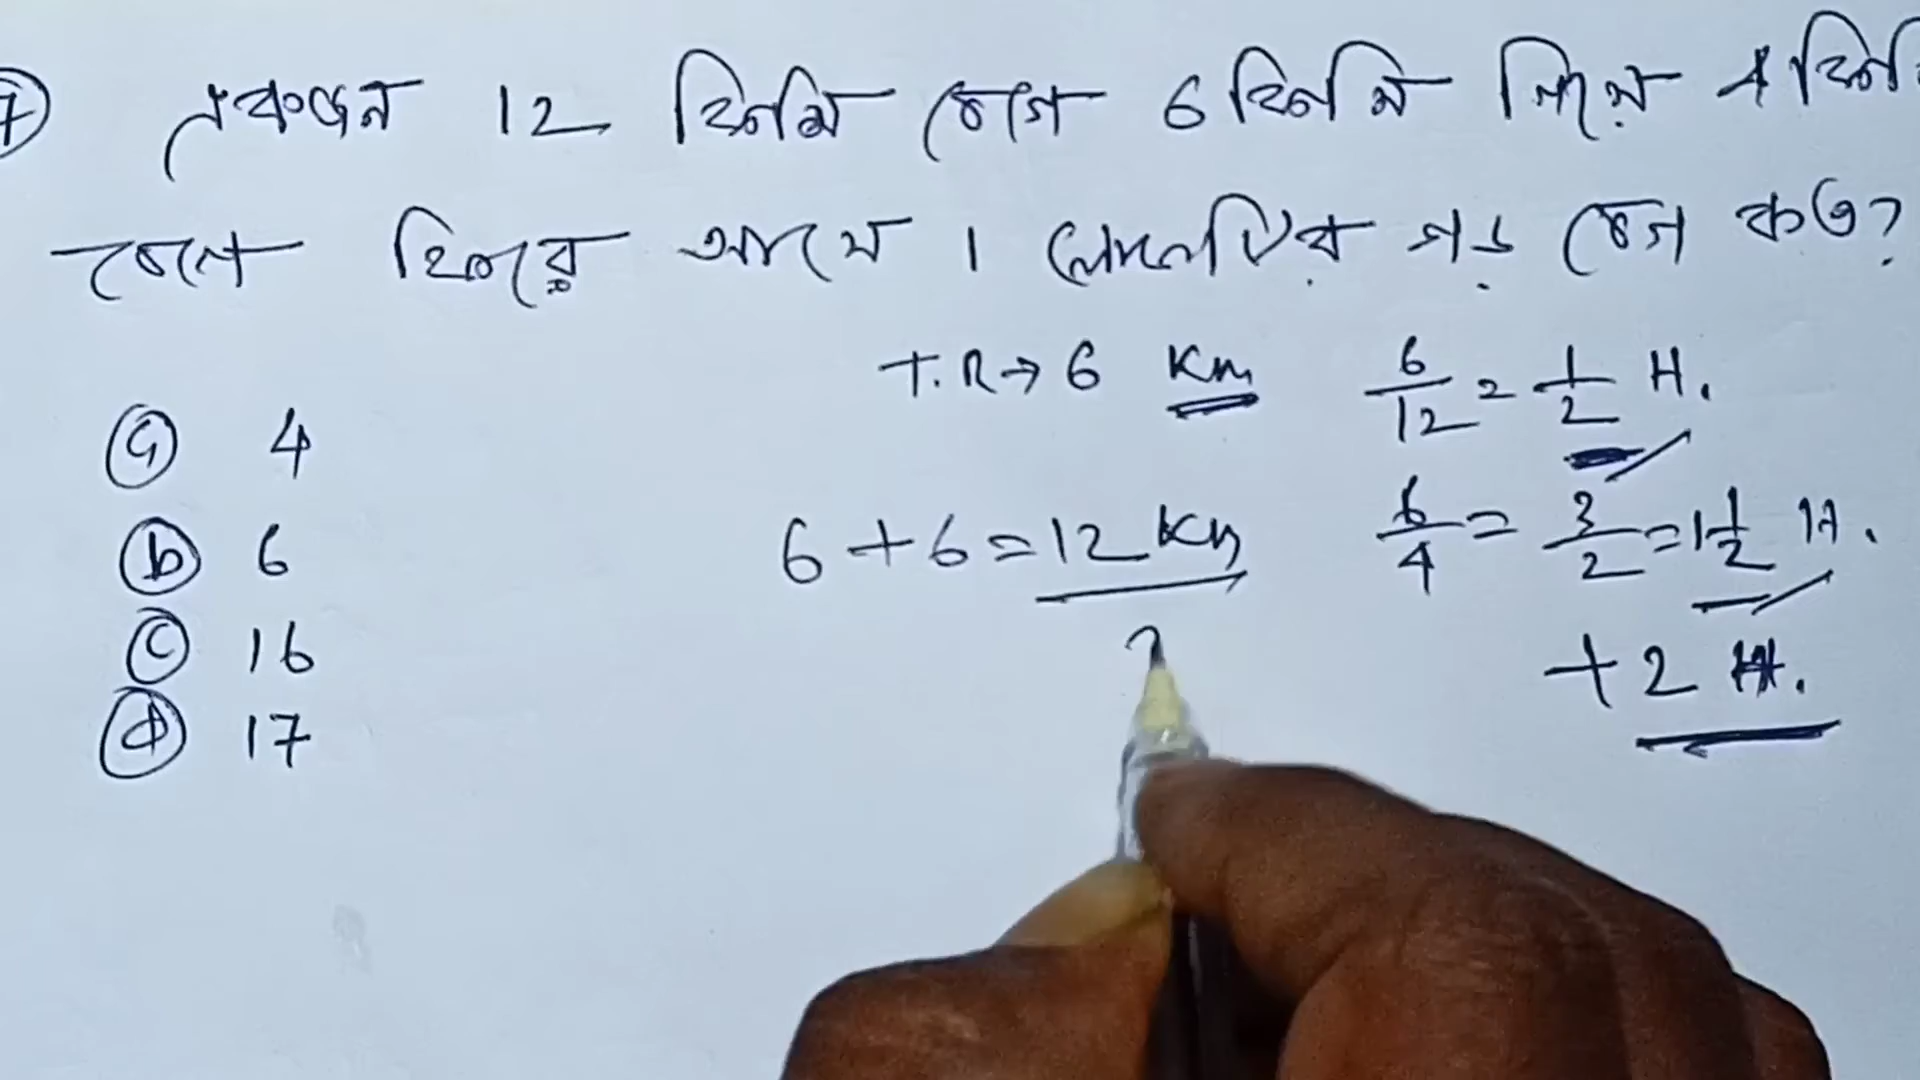 7 একজন 12 কিমি বেগে 6 কিমি গিয়ে 4 কিমি
বেগে ফিরে আসে । লোকটির গড় বেগ কত?
T.R → 6 Km 6/12 = 1/2 H.
a 4
6 + 6 = 12 Km 6/4 = 3/2 = 1 1/2 H.
b 6
c 16
+ 2 H.
d 17